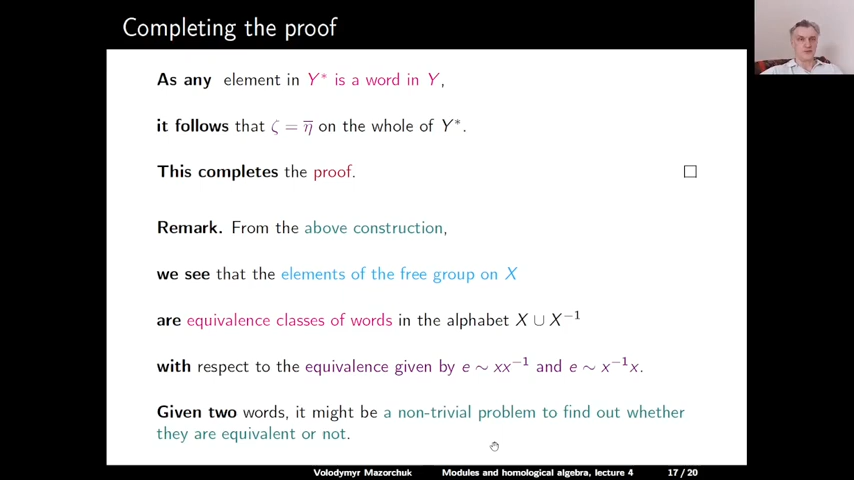 Completing the proof
As any element in Y* is a word in Y,
it follows that ζ = η̅ on the whole of Y*.
This completes the proof. □
Remark. From the above construction,
we see that the elements of the free group on X
are equivalence classes of words in the alphabet X ∪ X⁻¹
with respect to the equivalence given by e ∼ xx⁻¹ and e ∼ x⁻¹x.
Given two words, it might be a non-trivial problem to find out whether
they are equivalent or not.
Volodymyr Mazorchuk Modules and homological algebra, lecture 4 17 / 20